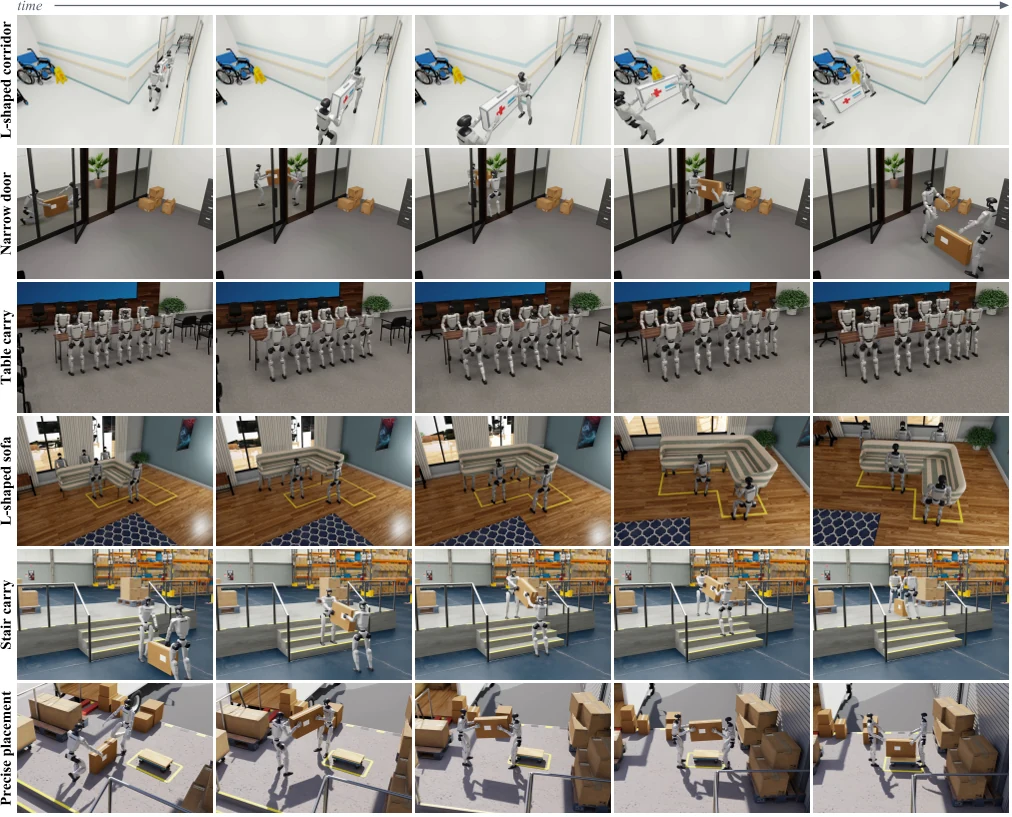 time
L-shaped corridor
Narrow door
Table carry
L-shaped sofa
Stair carry
Precise placement